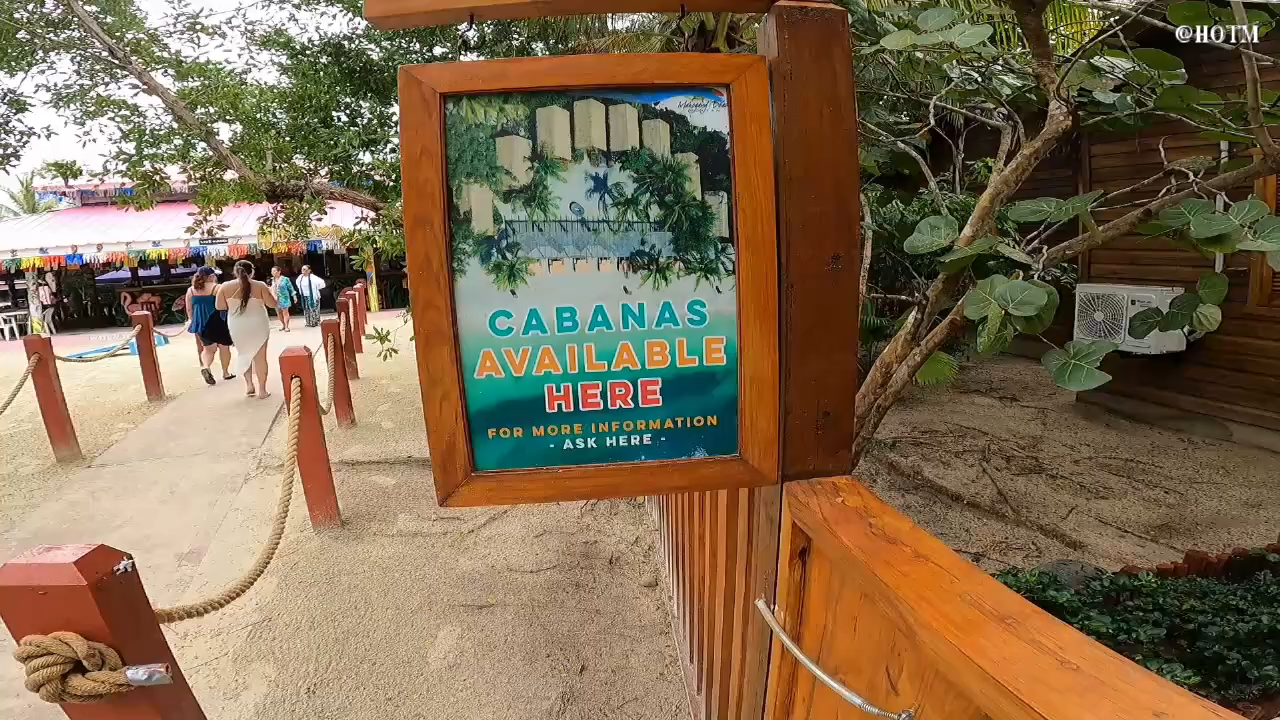 @HOTM
CABANAS
AVAILABLE
HERE
FOR MORE INFORMATION
- ASK HERE -